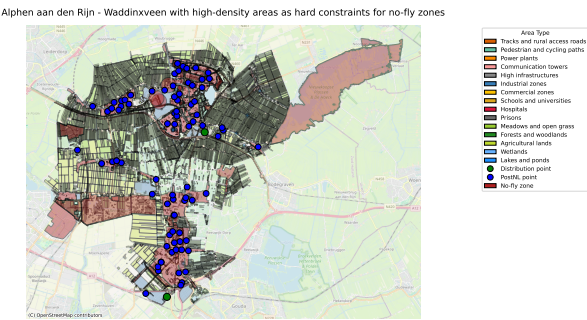 Alphen aan den Rijn - Waddinxveen with high-density areas as hard constraints for no-fly zones
Area Type
Tracks and rural access roads
Pedestrian and cycling paths
Power plants
Communication towers
High infrastructures
Industrial zones
Commercial zones
Schools and universities
Hospitals
Prisons
Meadows and open grass
Forests and woodlands
Agricultural lands
Wetlands
Lakes and ponds
Distribution point
PostNL point
No-fly zone
(C) OpenStreetMap contributors